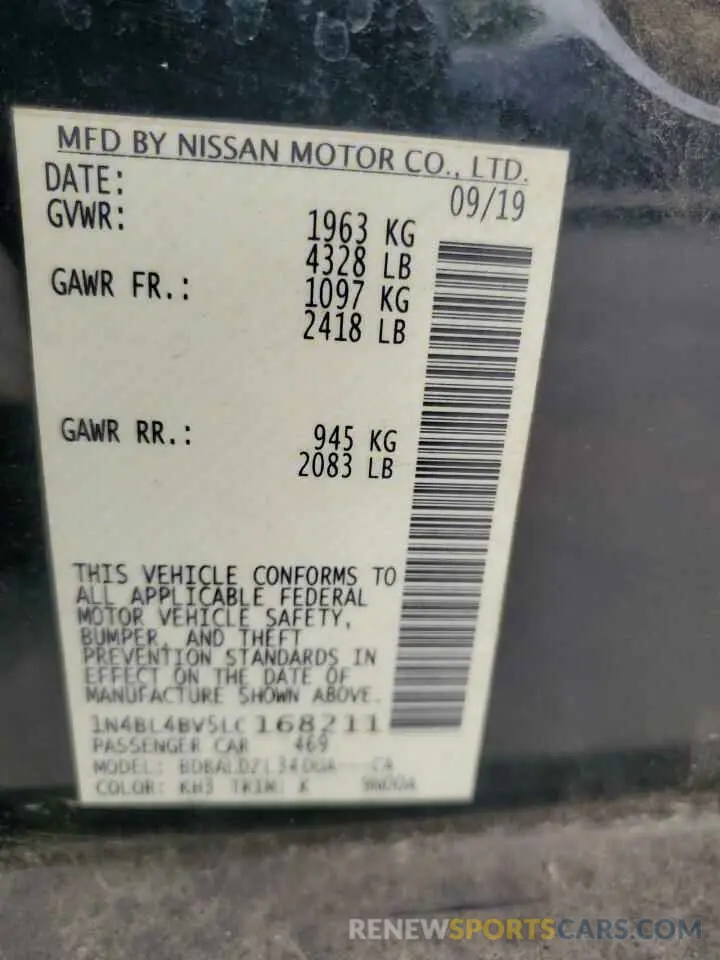 MFD BY NISSAN MOTOR CO., LTD.
DATE: 09/19
GVWR: 1963 KG
4328 LB
GAWR FR.: 1097 KG
2418 LB
GAWR RR.: 945 KG
2083 LB
THIS VEHICLE CONFORMS TO
ALL APPLICABLE FEDERAL
MOTOR VEHICLE SAFETY,
BUMPER, AND THEFT
PREVENTION STANDARDS IN
EFFECT ON THE DATE OF
MANUFACTURE SHOWN ABOVE.
1N4BL4BV5LC168211
PASSENGER CAR 469
MODEL:
COLOR: KH3 TRIM: K
RENEWSPORTSCARS.COM